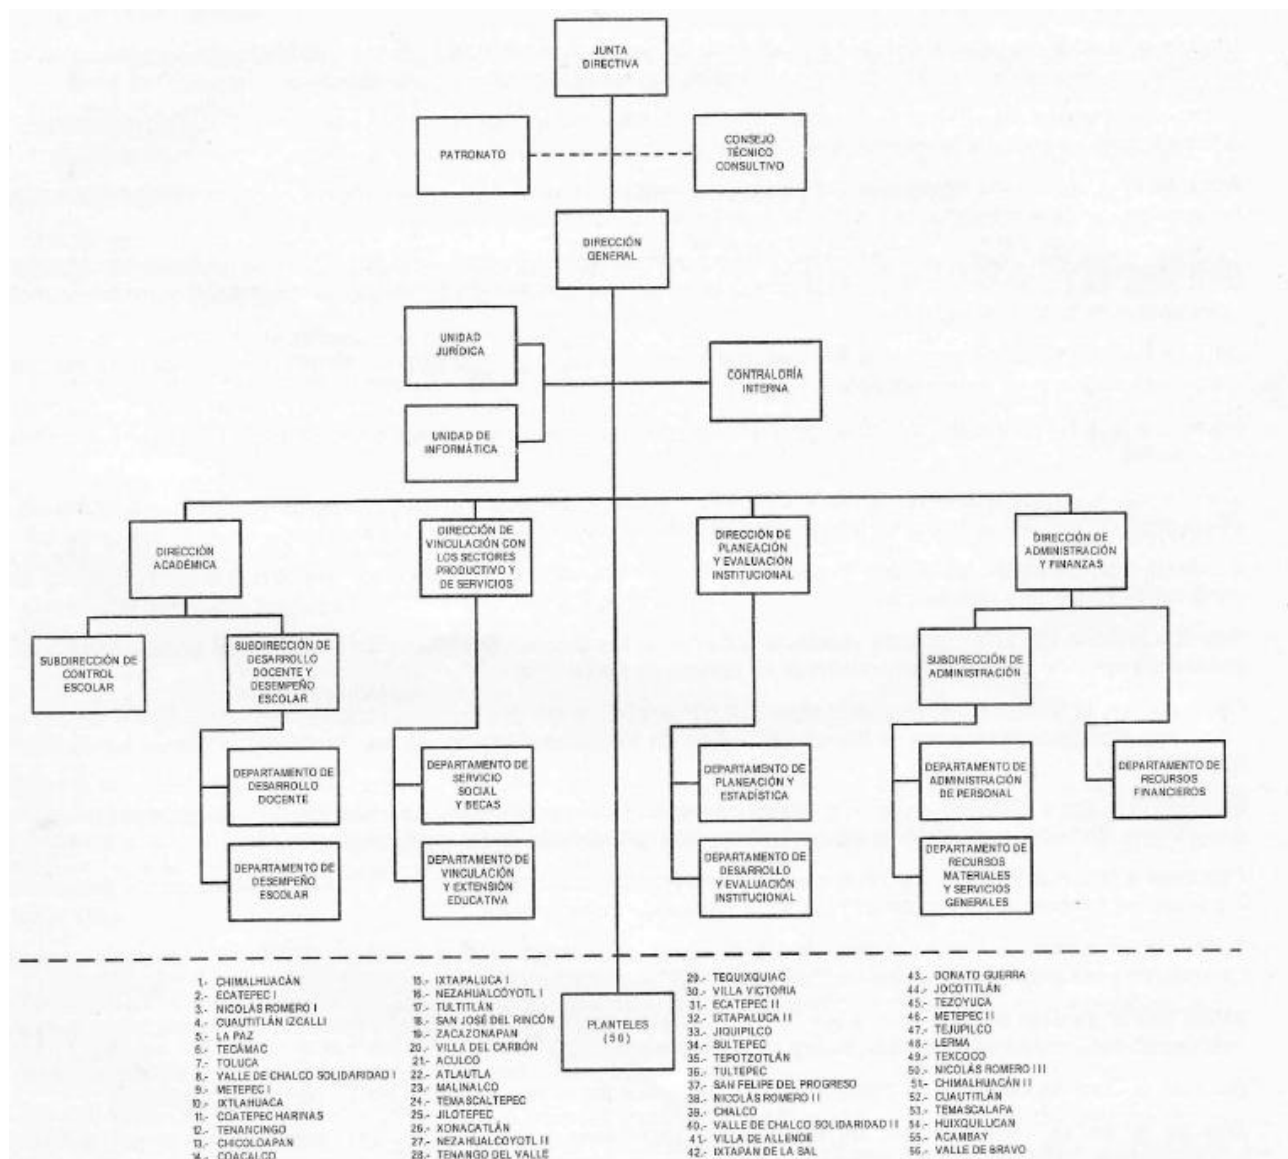 JUNTA
DIRECTIVA
PATRONATO
CONSEJO
TÉCNICO
CONSULTIVO
DIRECCIÓN
GENERAL
UNIDAD
JURÍDICA
CONTRALORÍA
INTERNA
UNIDAD DE
INFORMÁTICA
DIRECCIÓN
ACADÉMICA
DIRECCIÓN DE
VINCULACIÓN CON
LOS SECTORES
PRODUCTIVO Y
DE SERVICIOS
DIRECCIÓN DE
PLANEACIÓN
Y EVALUACIÓN
INSTITUCIONAL
DIRECCIÓN DE
ADMINISTRACIÓN
Y FINANZAS
SUBDIRECCIÓN DE
CONTROL
ESCOLAR
SUBDIRECCIÓN DE
DESARROLLO
DOCENTE Y
DESEMPEÑO
ESCOLAR
SUBDIRECCIÓN
DE ADMINISTRACIÓN
DEPARTAMENTO DE
DESARROLLO
DOCENTE
DEPARTAMENTO DE
SERVICIO
SOCIAL
Y BECAS
DEPARTAMENTO DE
PLANEACIÓN Y
ESTADÍSTICA
DEPARTAMENTO DE
ADMINISTRACIÓN
DE PERSONAL
DEPARTAMENTO DE
RECURSOS
FINANCIEROS
DEPARTAMENTO DE
DESEMPEÑO
ESCOLAR
DEPARTAMENTO DE
VINCULACIÓN
Y EXTENSIÓN
EDUCATIVA
DEPARTAMENTO DE
DESARROLLO
Y EVALUACIÓN
INSTITUCIONAL
DEPARTAMENTO DE
RECURSOS
MATERIALES
Y SERVICIOS
GENERALES
PLANTELES
(56)
1.- CHIMALHUACÁN
2.- ECATEPEC I
3.- NICOLÁS ROMERO I
4.- CUAUTITLÁN IZCALLI
5.- LA PAZ
6.- TECÁMAC
7.- TOLUCA
8.- VALLE DE CHALCO SOLIDARIDAD I
9.- METEPEC I
10.- IXTLAHUACA
11.- COATEPEC HARINAS
12.- TENANCINGO
13.- CHICOLOAPAN
14.- COACALCO
15.- IXTAPALUCA I
16.- NEZAHUALCÓYOTL I
17.- TULTITLÁN
18.- SAN JOSÉ DEL RINCÓN
19.- ZACAZONAPAN
20.- VILLA DEL CARBÓN
21.- ACULCO
22.- ATLAUTLA
23.- MALINALCO
24.- TEMASCALTEPEC
25.- JILOTEPEC
26.- XONACATLÁN
27.- NEZAHUALCOYOTL II
28.- TENANGO DEL VALLE
29.- TEQUIXQUIAC
30.- VILLA VICTORIA
31.- ECATEPEC II
32.- IXTAPALUCA II
33.- JIQUIPILCO
34.- SULTEPEC
35.- TEPOTZOTLÁN
36.- TULTEPEC
37.- SAN FELIPE DEL PROGRESO
38.- NICOLÁS ROMERO II
39.- CHALCO
40.- VALLE DE CHALCO SOLIDARIDAD II
41.- VILLA DE ALLENDE
42.- IXTAPAN DE LA SAL
43.- DONATO GUERRA
44.- JOCOTITLÁN
45.- TEZOYUCA
46.- METEPEC II
47.- TEJUPILCO
48.- LERMA
49.- TEXCOCO
50.- NICOLÁS ROMERO III
51.- CHIMALHUACÁN II
52.- CUAUTITLÁN
53.- TEMASCALAPA
54.- HUIXQUILUCAN
55.- ACAMBAY
56.- VALLE DE BRAVO